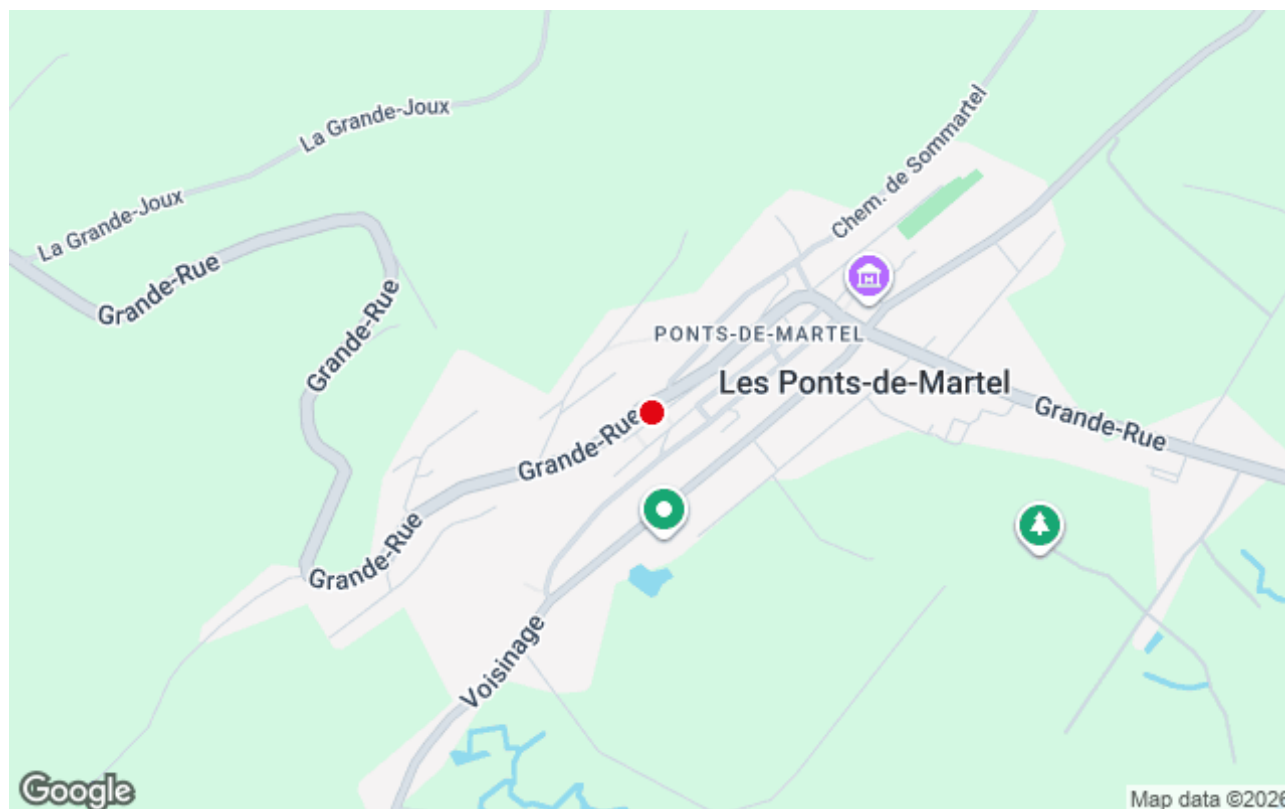 La Grande-Joux
Chem. de Sommartel
La Grande-Joux
Grande-Rue
Grande-Rue
PONTS-DE-MARTEL
Les Ponts-de-Martel
Grande-Rue
Grande-Rue
Grande-Rue
Voisinage
Google
Map data ©2026